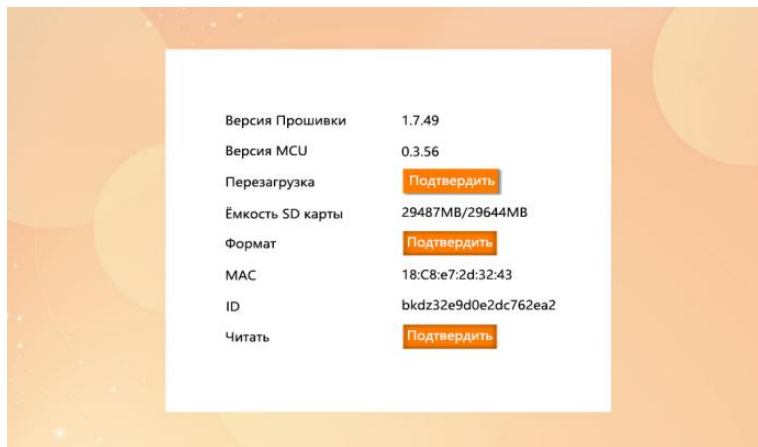 Версия Прошивки 1.7.49
Версия MCU 0.3.56
Перезагрузка Подтвердить
Ёмкость SD карты 29487MB/29644MB
Формат Подтвердить
MAC 18:C8:e7:2d:32:43
ID bkdz32e9d0e2dc762ea2
Читать Подтвердить